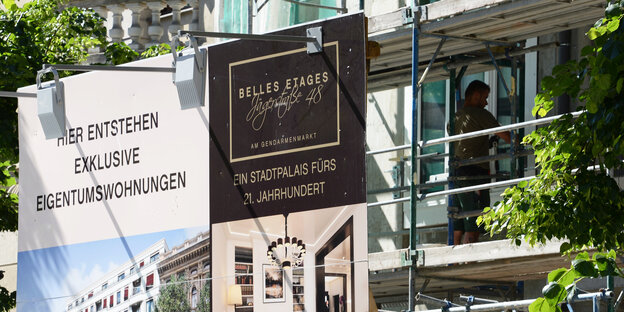 HIER ENTSTEHEN
EXKLUSIVE
EIGENTUMSWOHNUNGEN
BELLES ETAGES
Jägerstraße 48
AM GENDARMENMARKT
EIN STADTPALAIS FÜRS
21. JAHRHUNDERT